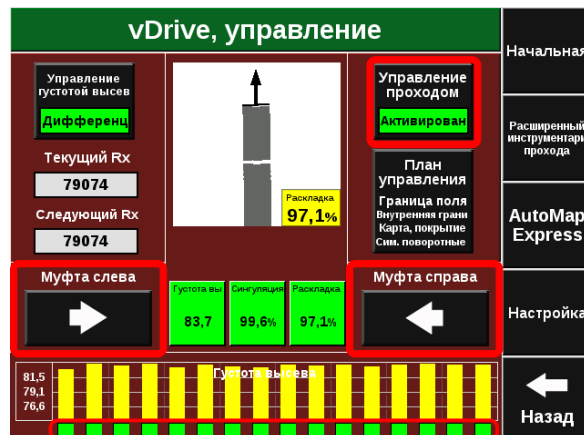 vDrive, управление
Начальная
Управление
густотой высев
Дифференц
Текущий Rx
79074
Следующий Rx
79074
Раскладка
97,1%
Управление
проходом
Активирован
План
управления
Граница поля
Внутренняя грани
Карта, покрытие
Сим. поворотные
Расширенный
инструментари
прохода
AutoMap
Express
Муфта слева
Густота вы
83,7
Сингуляция
99,6%
Раскладка
97,1%
Муфта справа
Настройка
Густота высева
81,5
79,1
76,6
Назад